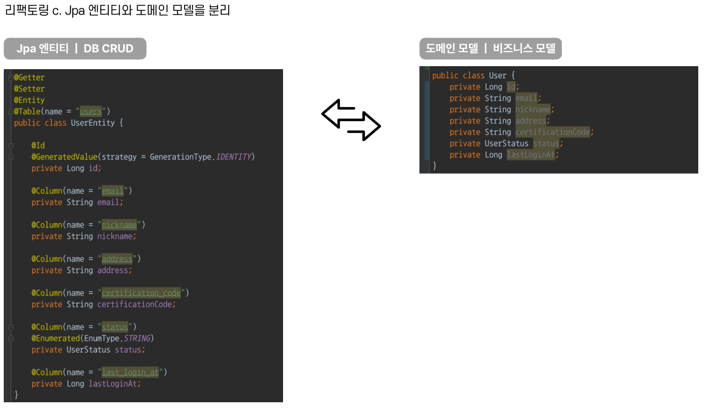 리팩토링 c. Jpa 엔티티와 도메인 모델을 분리
Jpa 엔티티 | DB CRUD
@Getter
@Setter
@Entity
@Table(name = "users")
public class UserEntity {
@Id
@GeneratedValue(strategy = GenerationType.IDENTITY)
private Long id;
@Column(name = "email")
private String email;
@Column(name = "nickname")
private String nickname;
@Column(name = "address")
private String address;
@Column(name = "certification_code")
private String certificationCode;
@Column(name = "status")
@Enumerated(EnumType.STRING)
private UserStatus status;
@Column(name = "last_login_at")
private Long lastLoginAt;
}
도메인 모델 | 비즈니스 모델
public class User {
private Long id;
private String email;
private String nickname;
private String address;
private String certificationCode;
private UserStatus status;
private Long lastLoginAt;
}